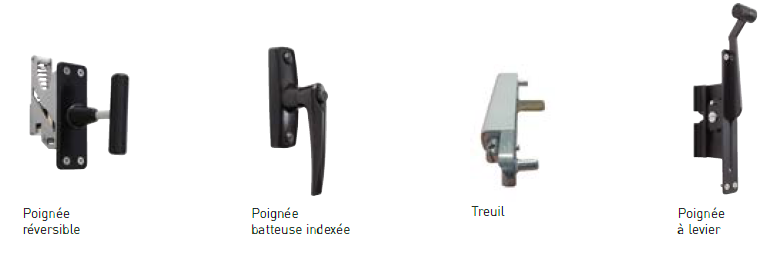 Poignée
réversible
Poignée
batteuse indexée
Treuil
Poignée
à levier